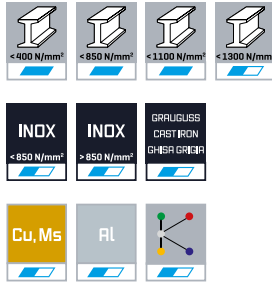 <400 N/mm² <850 N/mm² <1100 N/mm² <1300 N/mm²
INOX
<850 N/mm²
INOX
>850 N/mm²
GRAUGUSS
CAST IRON
GHISA GRIGIA
Cu, Ms Al